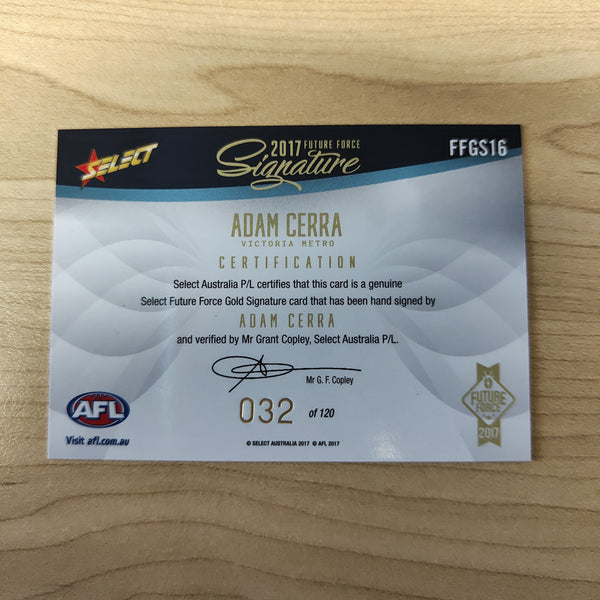 SELECT
2017 FUTURE FORCE
Signature
FFGS16
ADAM CERRA
VICTORIA METRO
CERTIFICATION
Select Australia P/L certifies that this card is a genuine
Select Future Force Gold Signature card that has been hand signed by
ADAM CERRA
and verified by Mr Grant Copley, Select Australia P/L.
Mr G. F. Copley
032 of 120
AFL
Visit afl.com.au
FUTURE
FORCE
2017
© SELECT AUSTRALIA 2017 © AFL 2017